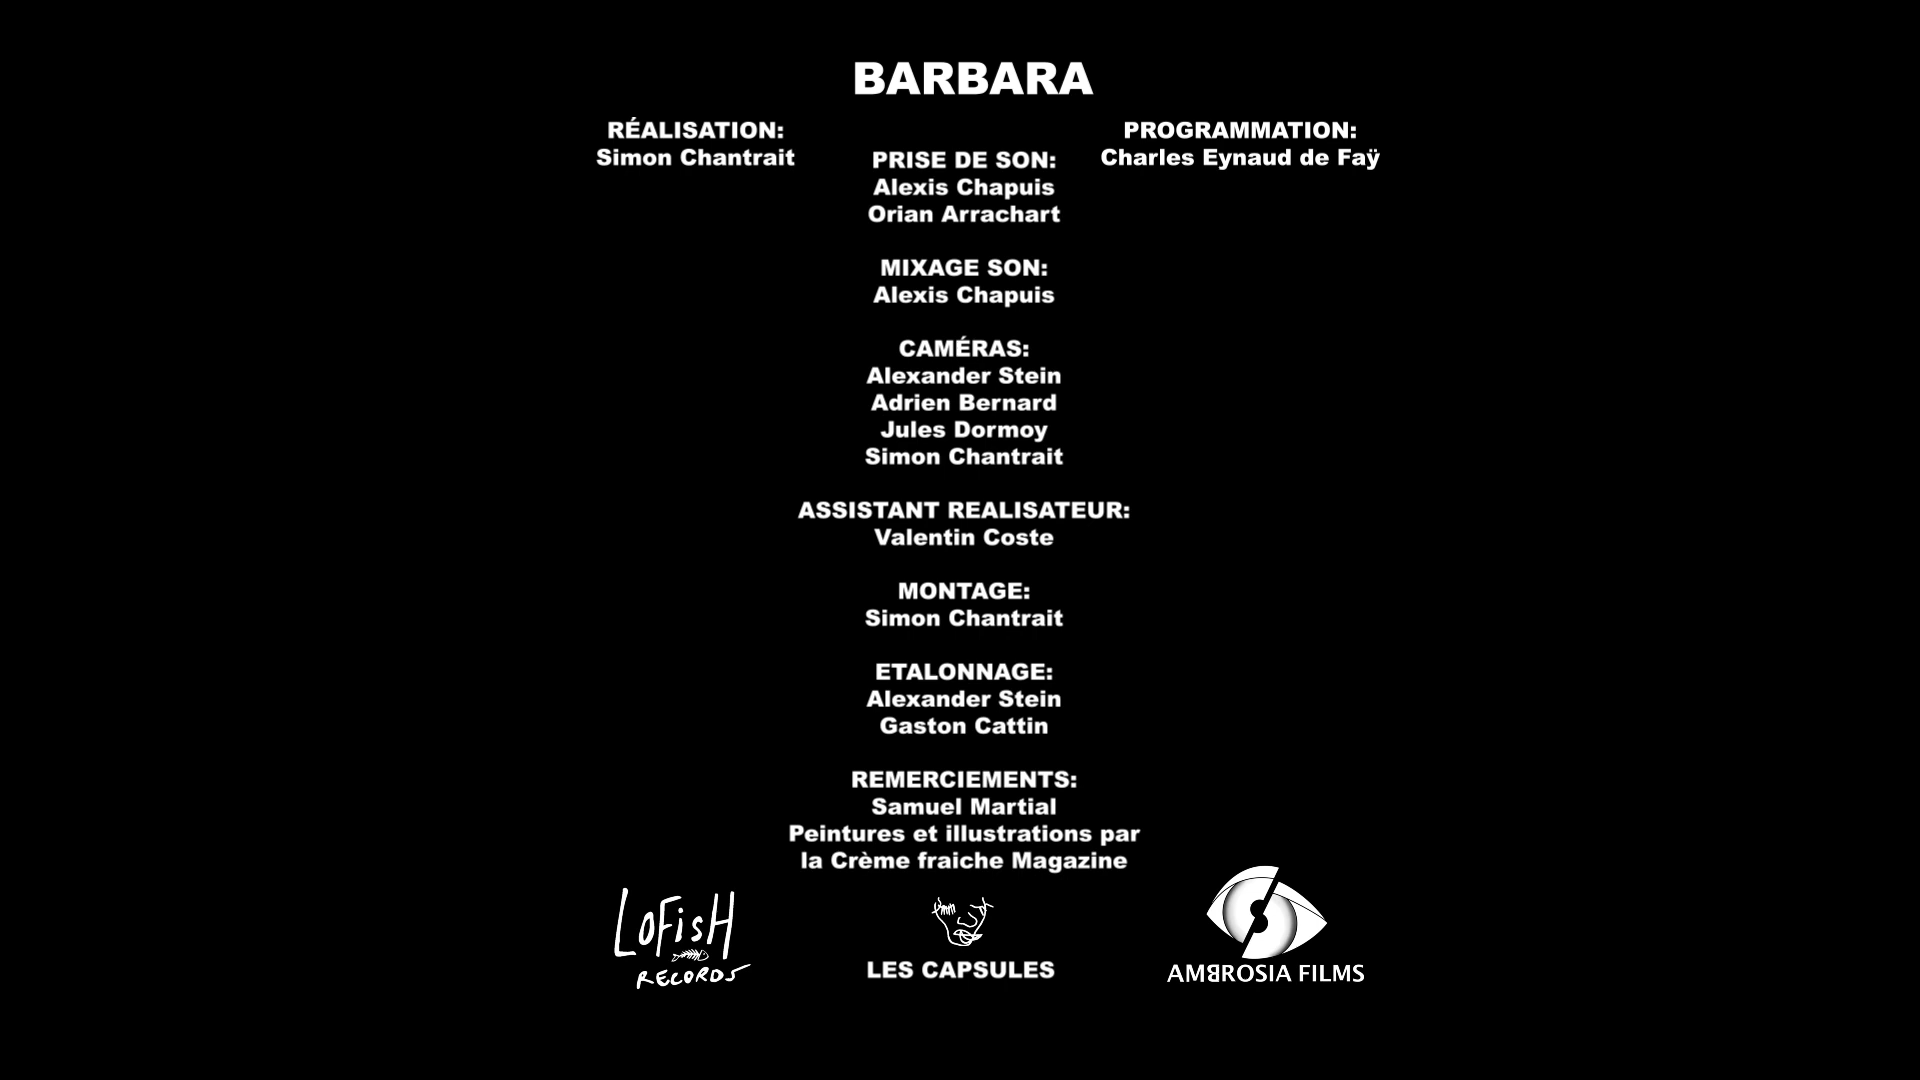 BARBARA
RÉALISATION:
Simon Chantrait
PROGRAMMATION:
Charles Eynaud de Faÿ
PRISE DE SON:
Alexis Chapuis
Orian Arrachart
MIXAGE SON:
Alexis Chapuis
CAMÉRAS:
Alexander Stein
Adrien Bernard
Jules Dormoy
Simon Chantrait
ASSISTANT REALISATEUR:
Valentin Coste
MONTAGE:
Simon Chantrait
ETALONNAGE:
Alexander Stein
Gaston Cattin
REMERCIEMENTS:
Samuel Martial
Peintures et illustrations par
la Crème fraiche Magazine
LoFisH
RECORDS
LES CAPSULES
AMBROSIA FILMS